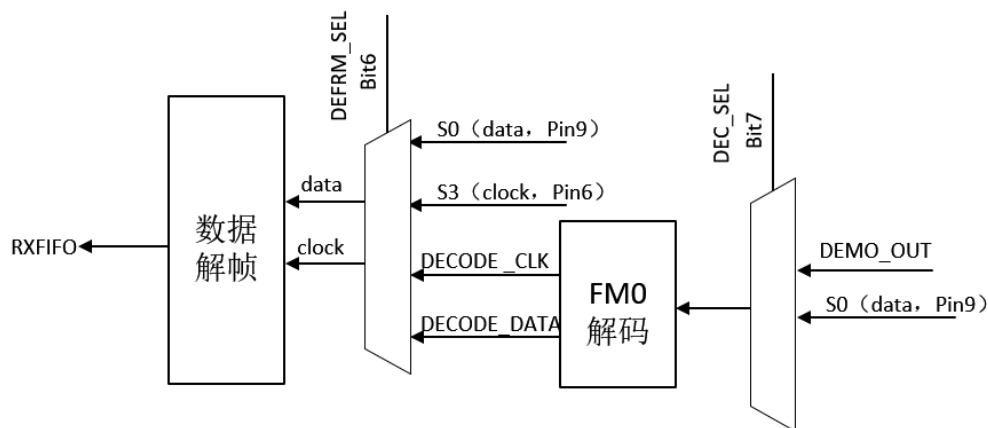 DEFRM_SEL
Bit6
DEC_SEL
Bit7
S0（data，Pin9）
data
S3（clock，Pin6）
数据
解帧
RXFIFO
clock
DECODE_CLK
DECODE_DATA
FM0
解码
DEMO_OUT
S0（data，Pin9）